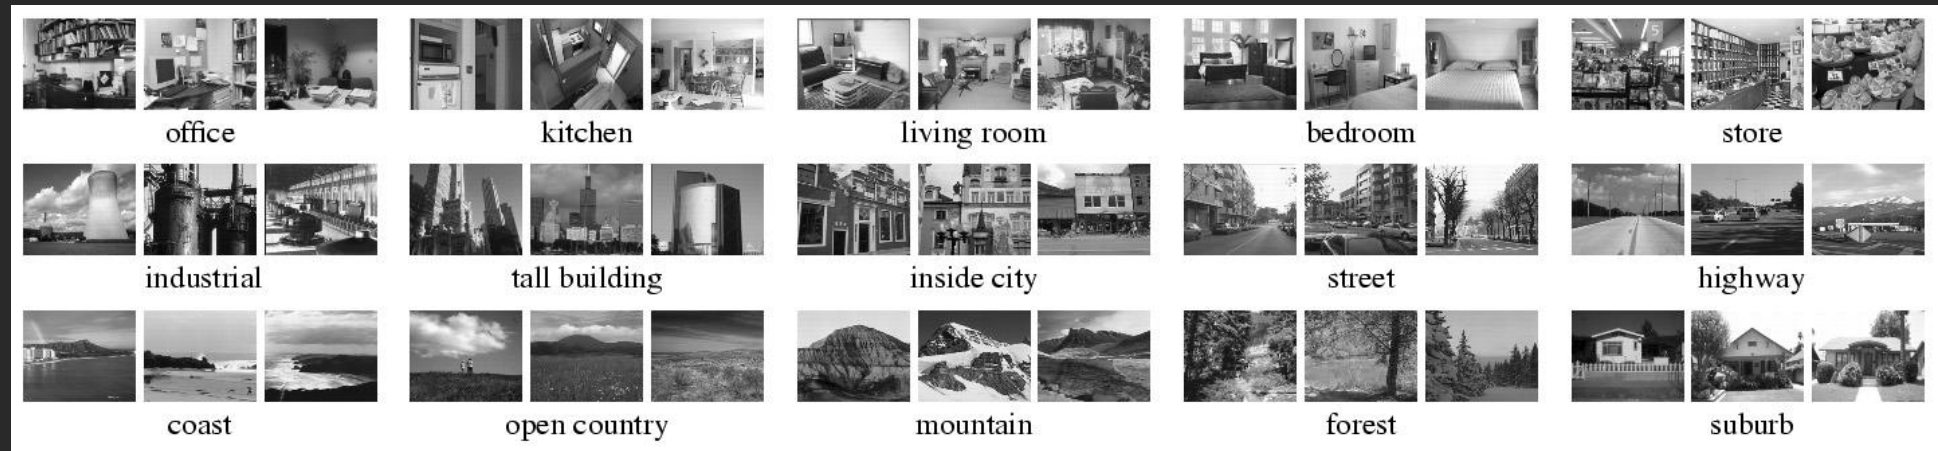 office kitchen living room bedroom store
industrial tall building inside city street highway
coast open country mountain forest suburb